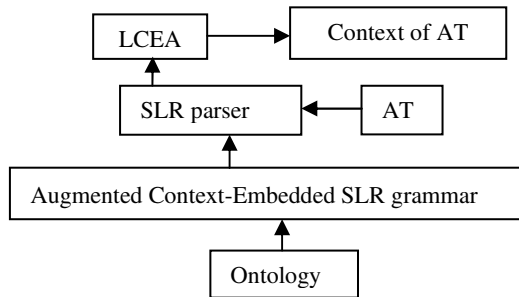 LCEA
Context of AT
SLR parser
AT
Augmented Context-Embedded SLR grammar
Ontology